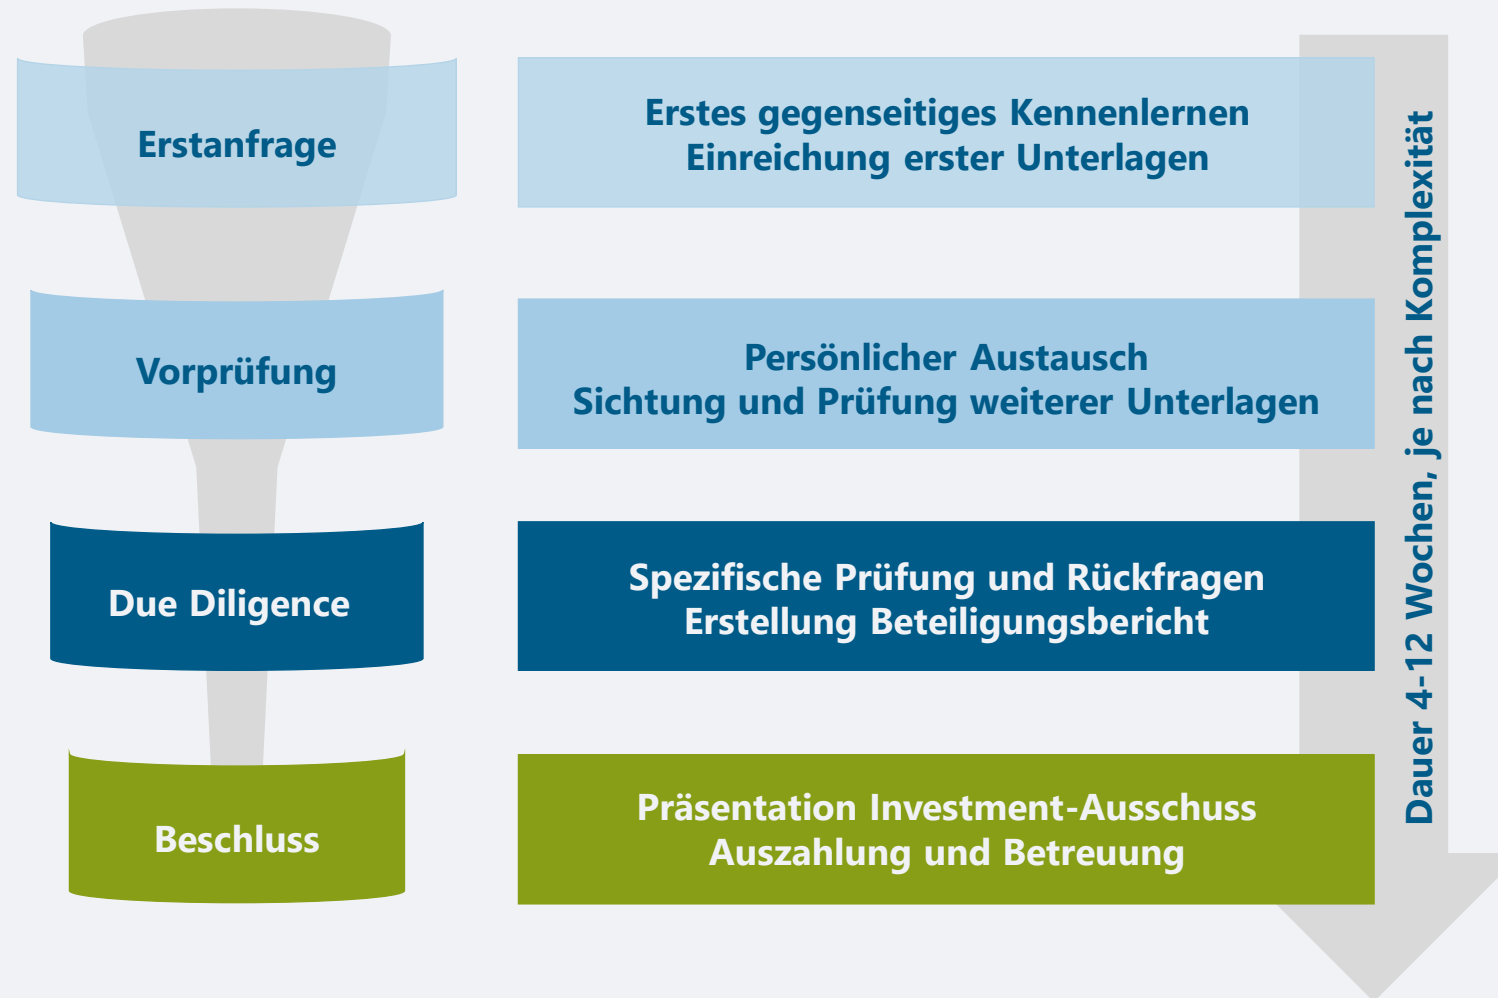 Erstanfrage
Erstes gegenseitiges Kennenlernen
Einreichung erster Unterlagen
Vorprüfung
Persönlicher Austausch
Sichtung und Prüfung weiterer Unterlagen
Due Diligence
Spezifische Prüfung und Rückfragen
Erstellung Beteiligungsbericht
Beschluss
Präsentation Investment-Ausschuss
Auszahlung und Betreuung
Dauer 4-12 Wochen, je nach Komplexität